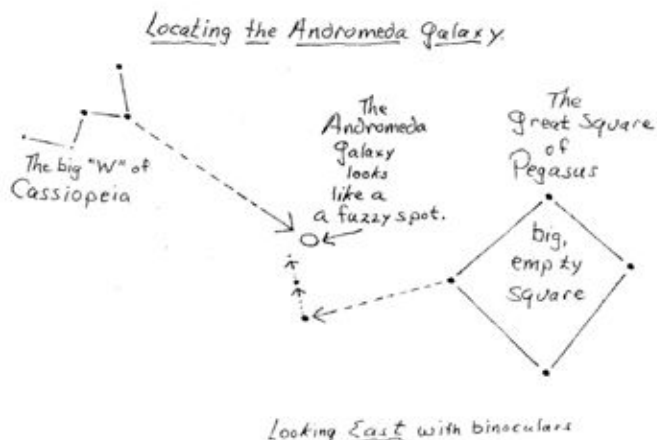 Locating the Andromeda galaxy.
The
Andromeda
galaxy
looks
like a
a fuzzy spot.
The
Great Square
of
Pegasus
The big "W" of
Cassiopeia
big,
empty
square
Looking East with binoculars